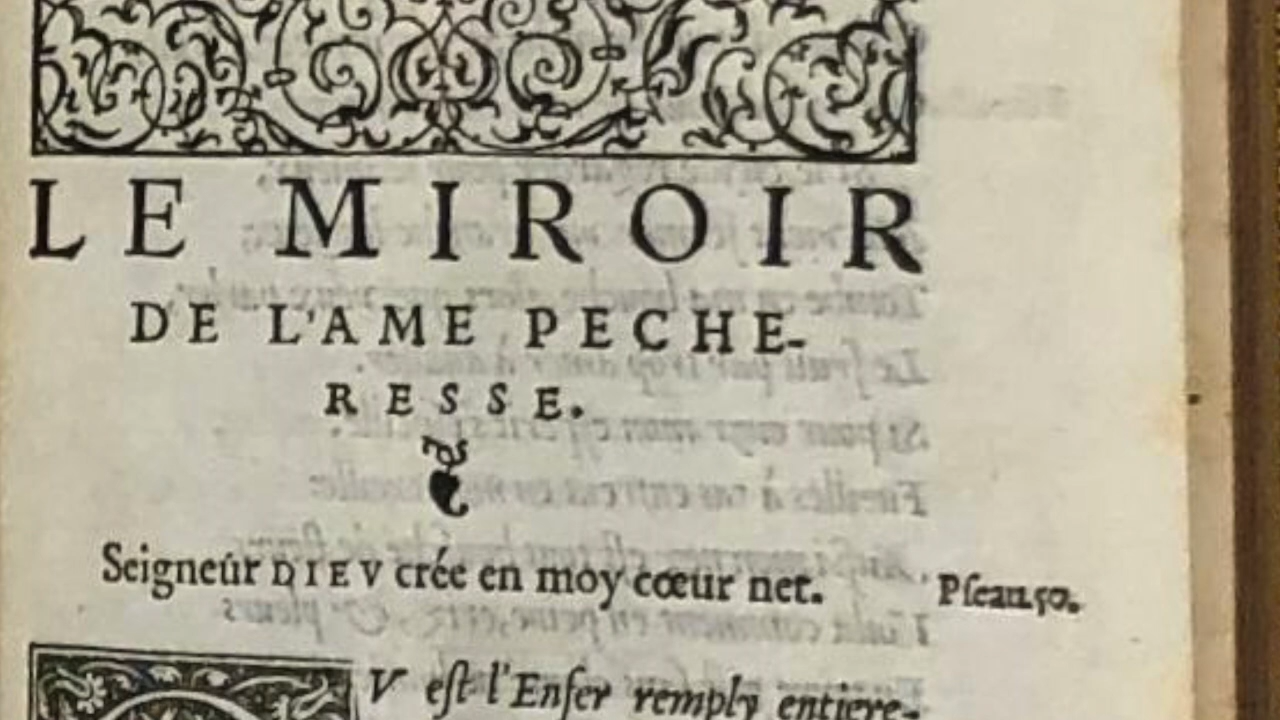 LE MIROIR
DE L'AME PECHE-
RESSE.
Seigneur DIEV crée en moy cœur net. Pſeau.50.
V eſt l'Enfer remply entiere-